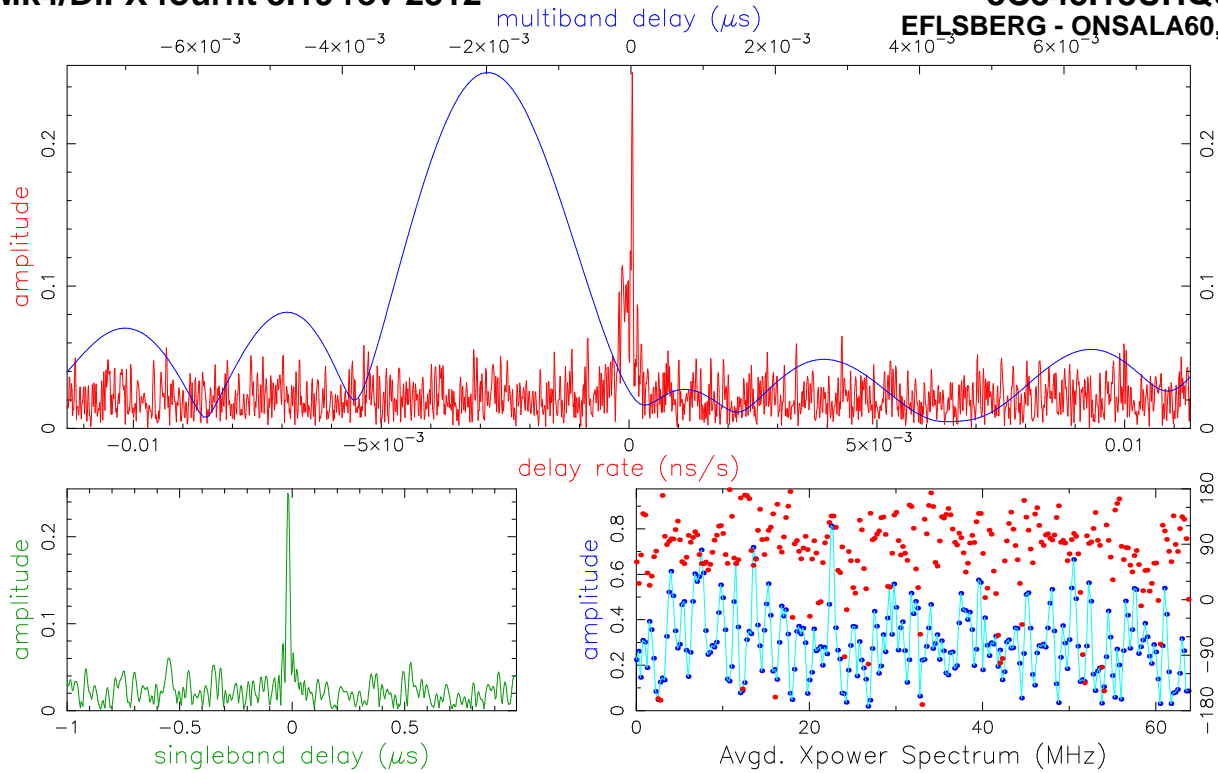 multiband delay (μs)
EFLSBERG - ONSALA60,
−6×10⁻³ −4×10⁻³ −2×10⁻³ 0 2×10⁻³ 4×10⁻³ 6×10⁻³
amplitude
0 0.1 0.2
0 0.1 0.2
−0.01 −5×10⁻³ 0 5×10⁻³ 0.01
delay rate (ns/s)
amplitude
0 0.1 0.2
−1 −0.5 0 0.5
singleband delay (μs)
amplitude
0 0.2 0.4 0.6 0.8
−180 −90 0 90 180
0 20 40 60
Avgd. Xpower Spectrum (MHz)